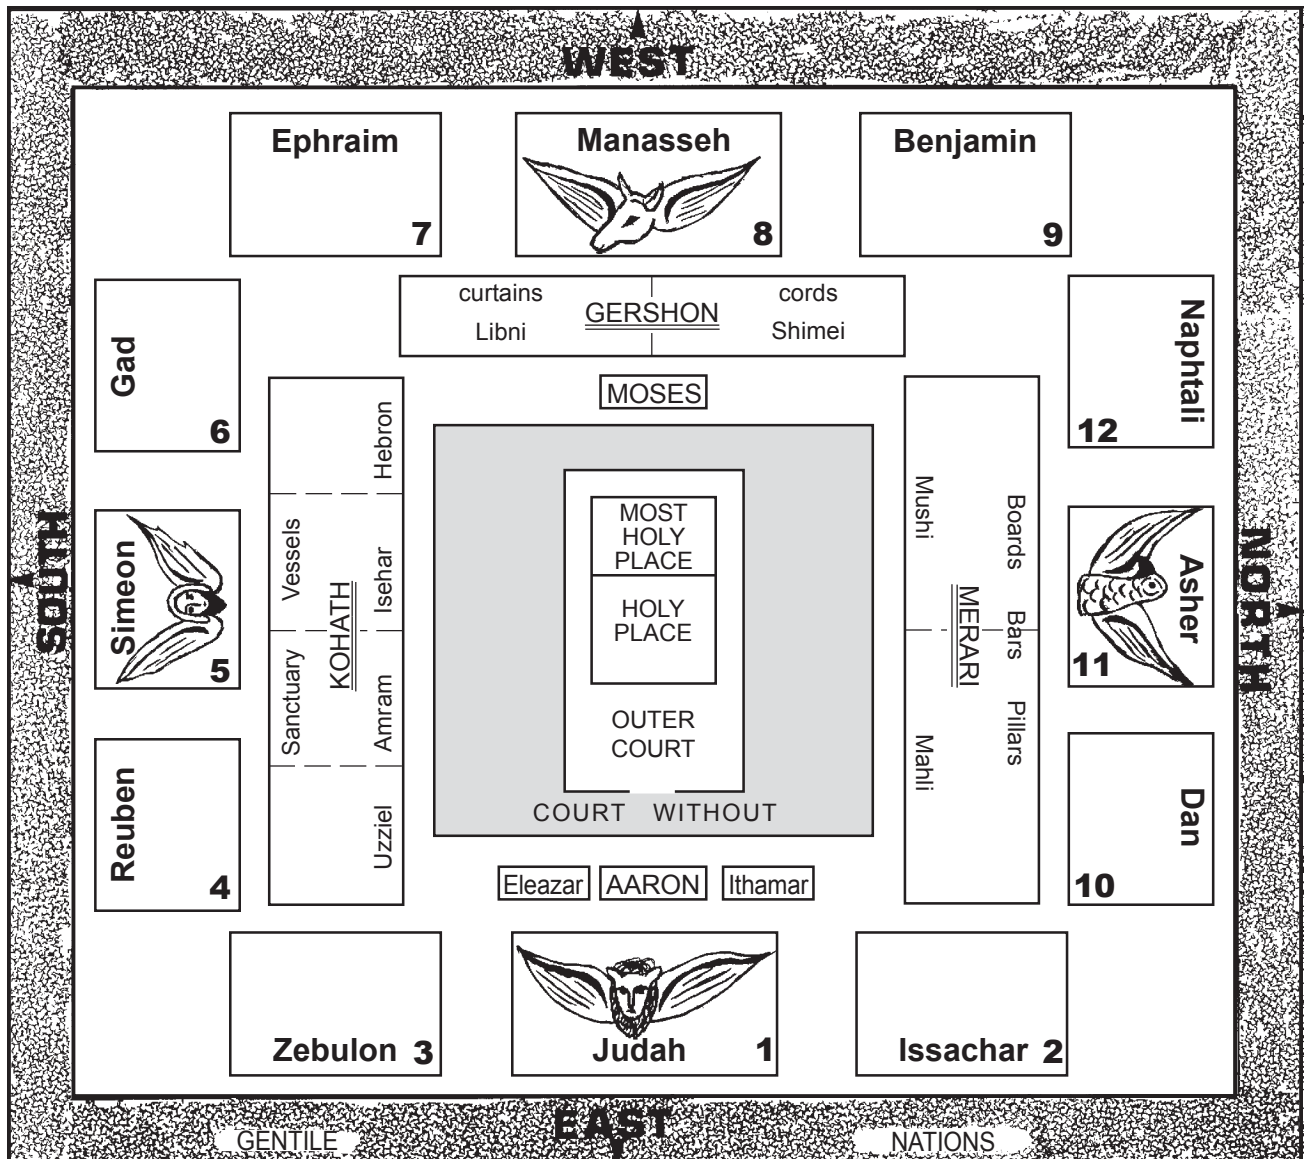 WEST
Ephraim
7
Manasseh
8
Benjamin
9
curtains
Libni
GERSHON
cords
Shimei
Gad
6
Naphtali
12
MOSES
Hebron
Vessels
Isehar
KOHATH
Sanctuary
Amram
Uzziel
MOST
HOLY
PLACE
HOLY
PLACE
OUTER
COURT
COURT WITHOUT
Mushi
Boards
Bars
MERARI
Pillars
Mahli
SOUTH
Simeon
5
Asher
11
NORTH
Reuben
4
Dan
10
Eleazar
AARON
Ithamar
Zebulon 3
Judah 1
Issachar 2
EAST
GENTILE
NATIONS